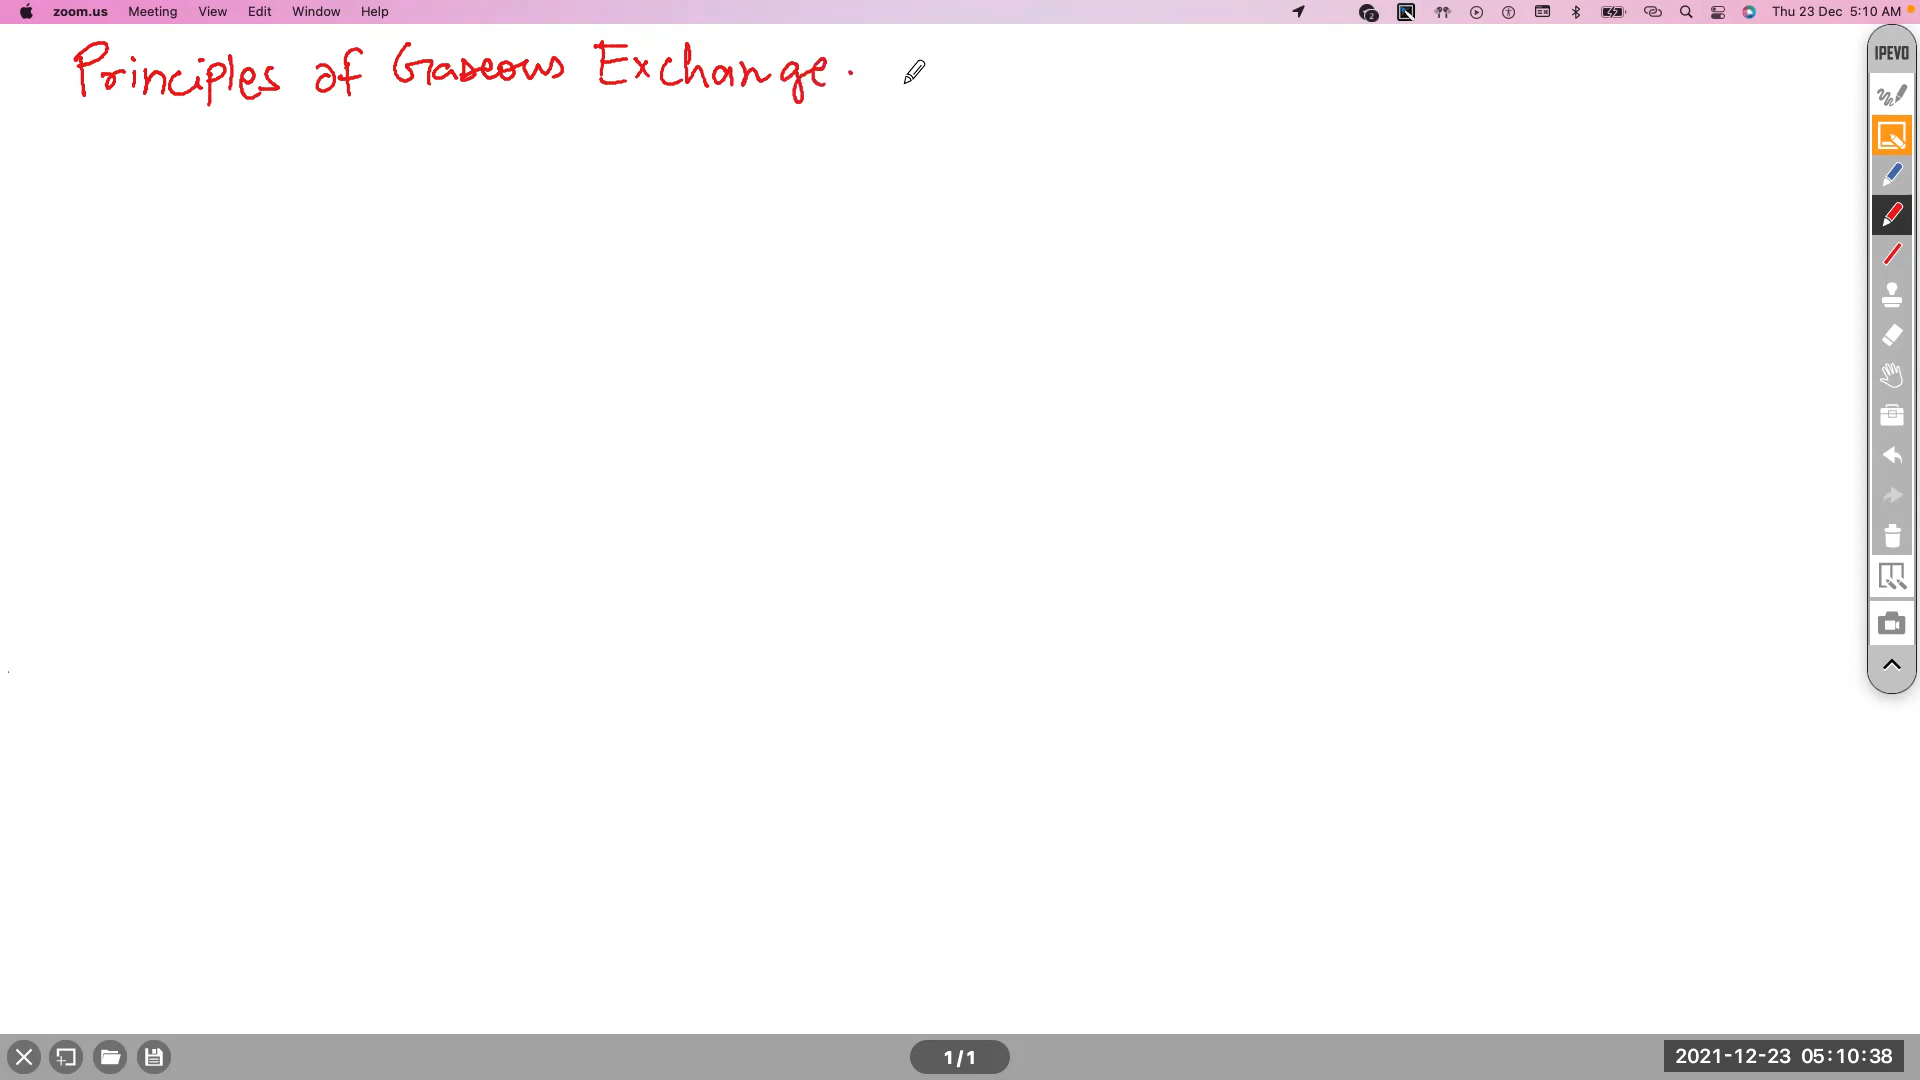 zoom.us Meeting View Edit Window Help
2
Thu 23 Dec 5:10 AM
IPEVO
Principles of Gaseous Exchange.
1/1
2021-12-23 05:10:38